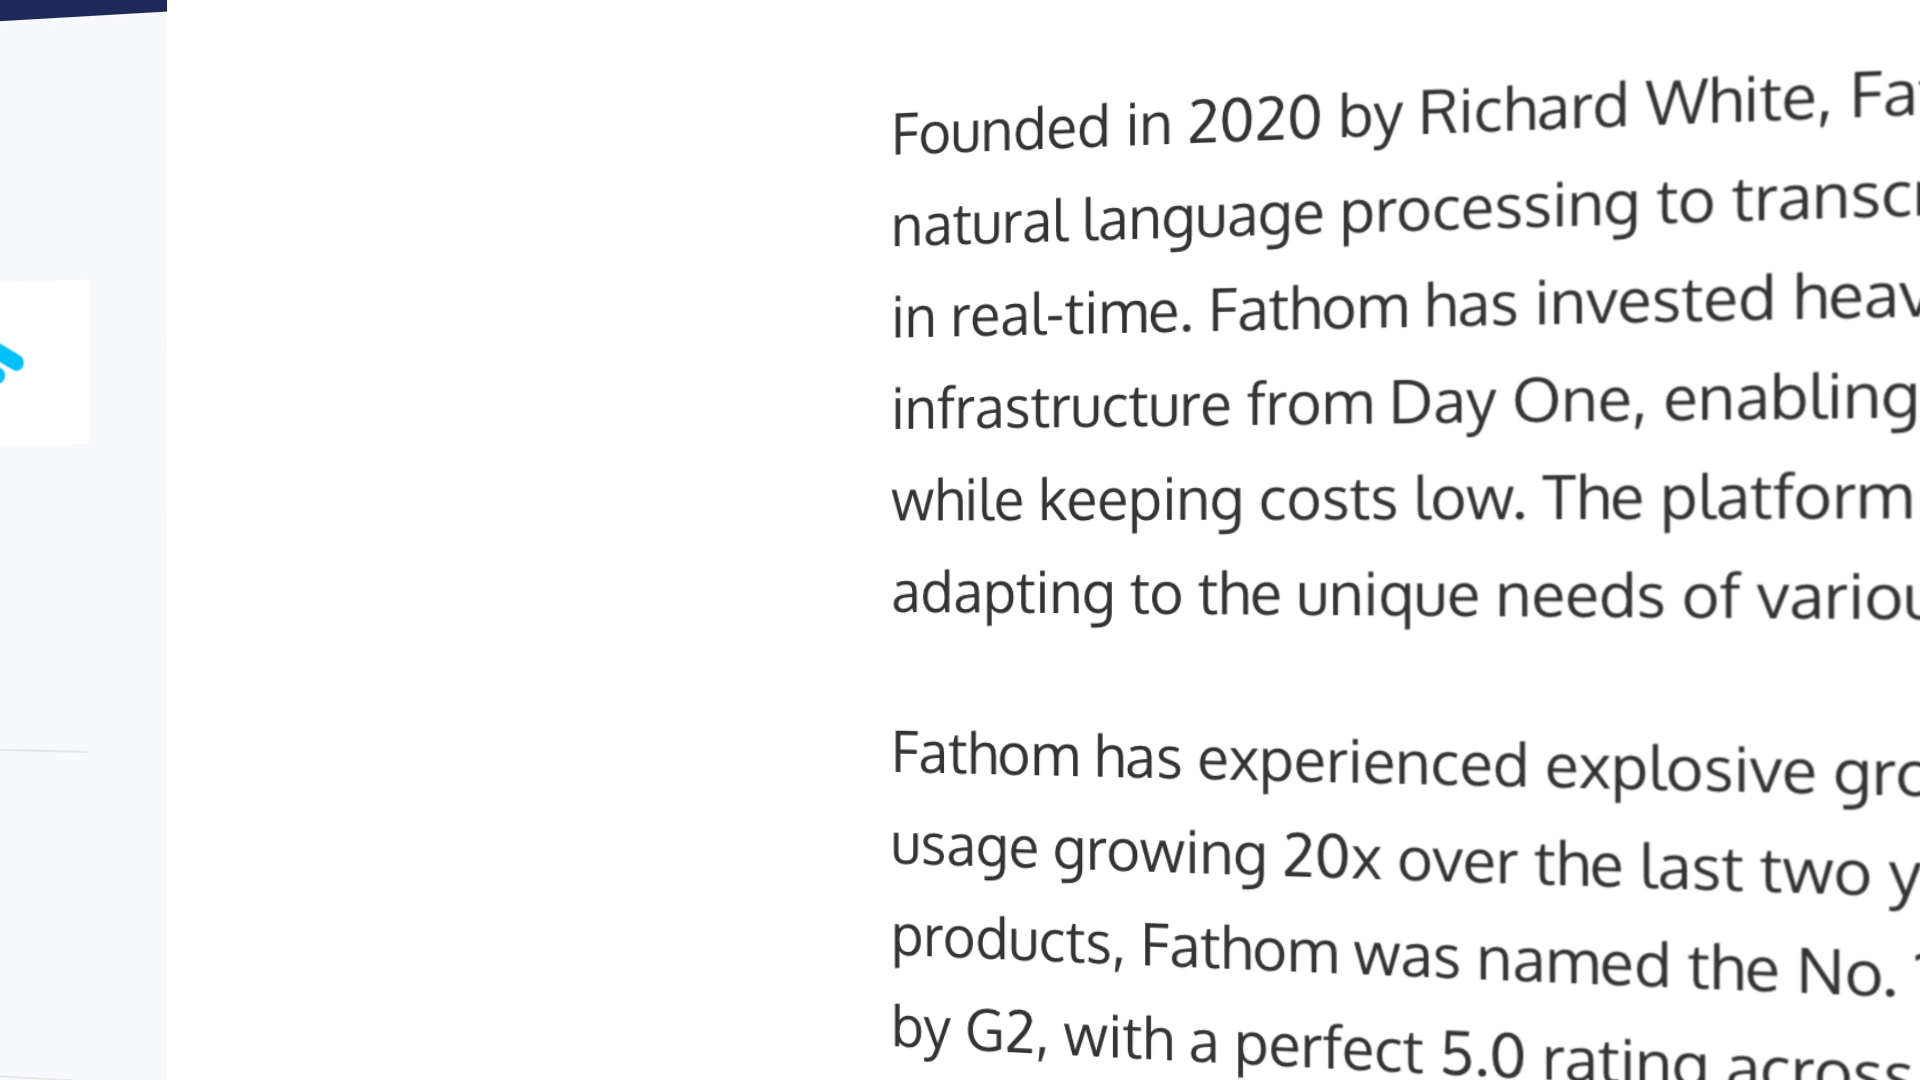 Founded in 2020 by Richard White,
natural language processing to
in real-time. Fathom has invested
infrastructure from Day One, enabling
while keeping costs low. The platform
adapting to the unique needs of
Fathom has experienced explosive
usage growing 20x over the last two
products, Fathom was named the No.
by G2, with a perfect 5.0 rating across